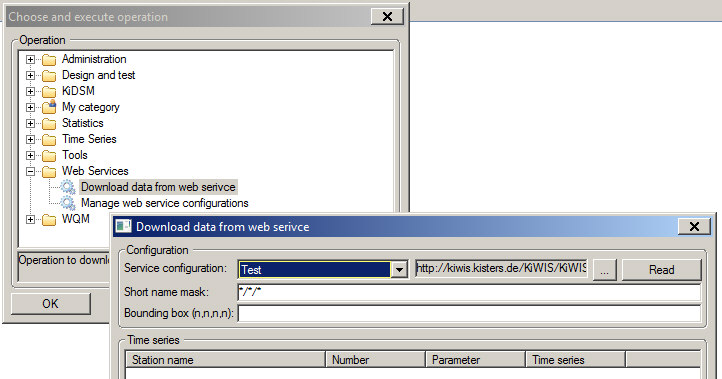 Choose and execute operation
Operation
Administration
Design and test
KiDSM
My category
Statistics
Time Series
Tools
Web Services
Download data from web serivce
Manage web service configurations
WQM
Operation to downlo
OK
Download data from web serivce
Configuration
Service configuration: Test http://kiwis.kisters.de/KiWIS/KiWIS ... Read
Short name mask: */*/*
Bounding box (n,n,n,n):
Time series
Station name Number Parameter Time series